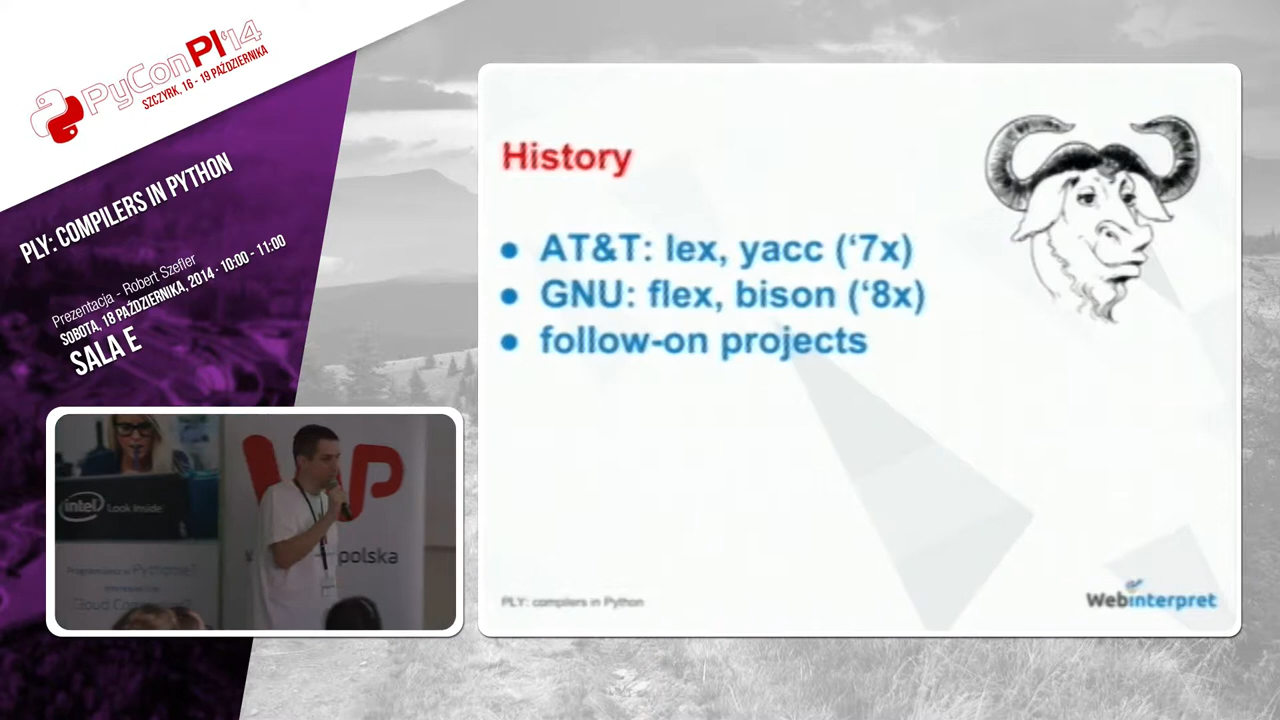 PyCon Pl'14
SZCZYRK, 16 - 19 PAŹDZIERNIKA
PLY: COMPILERS IN PYTHON
Prezentacja - Robert Szefler
SOBOTA, 18 PAŹDZIERNIKA, 2014 · 10:00 - 11:00
SALA E
History
● AT&T: lex, yacc (‘7x)
● GNU: flex, bison (‘8x)
● follow-on projects
PLY: compilers in Python
Webinterpret
intel Look Inside
polska